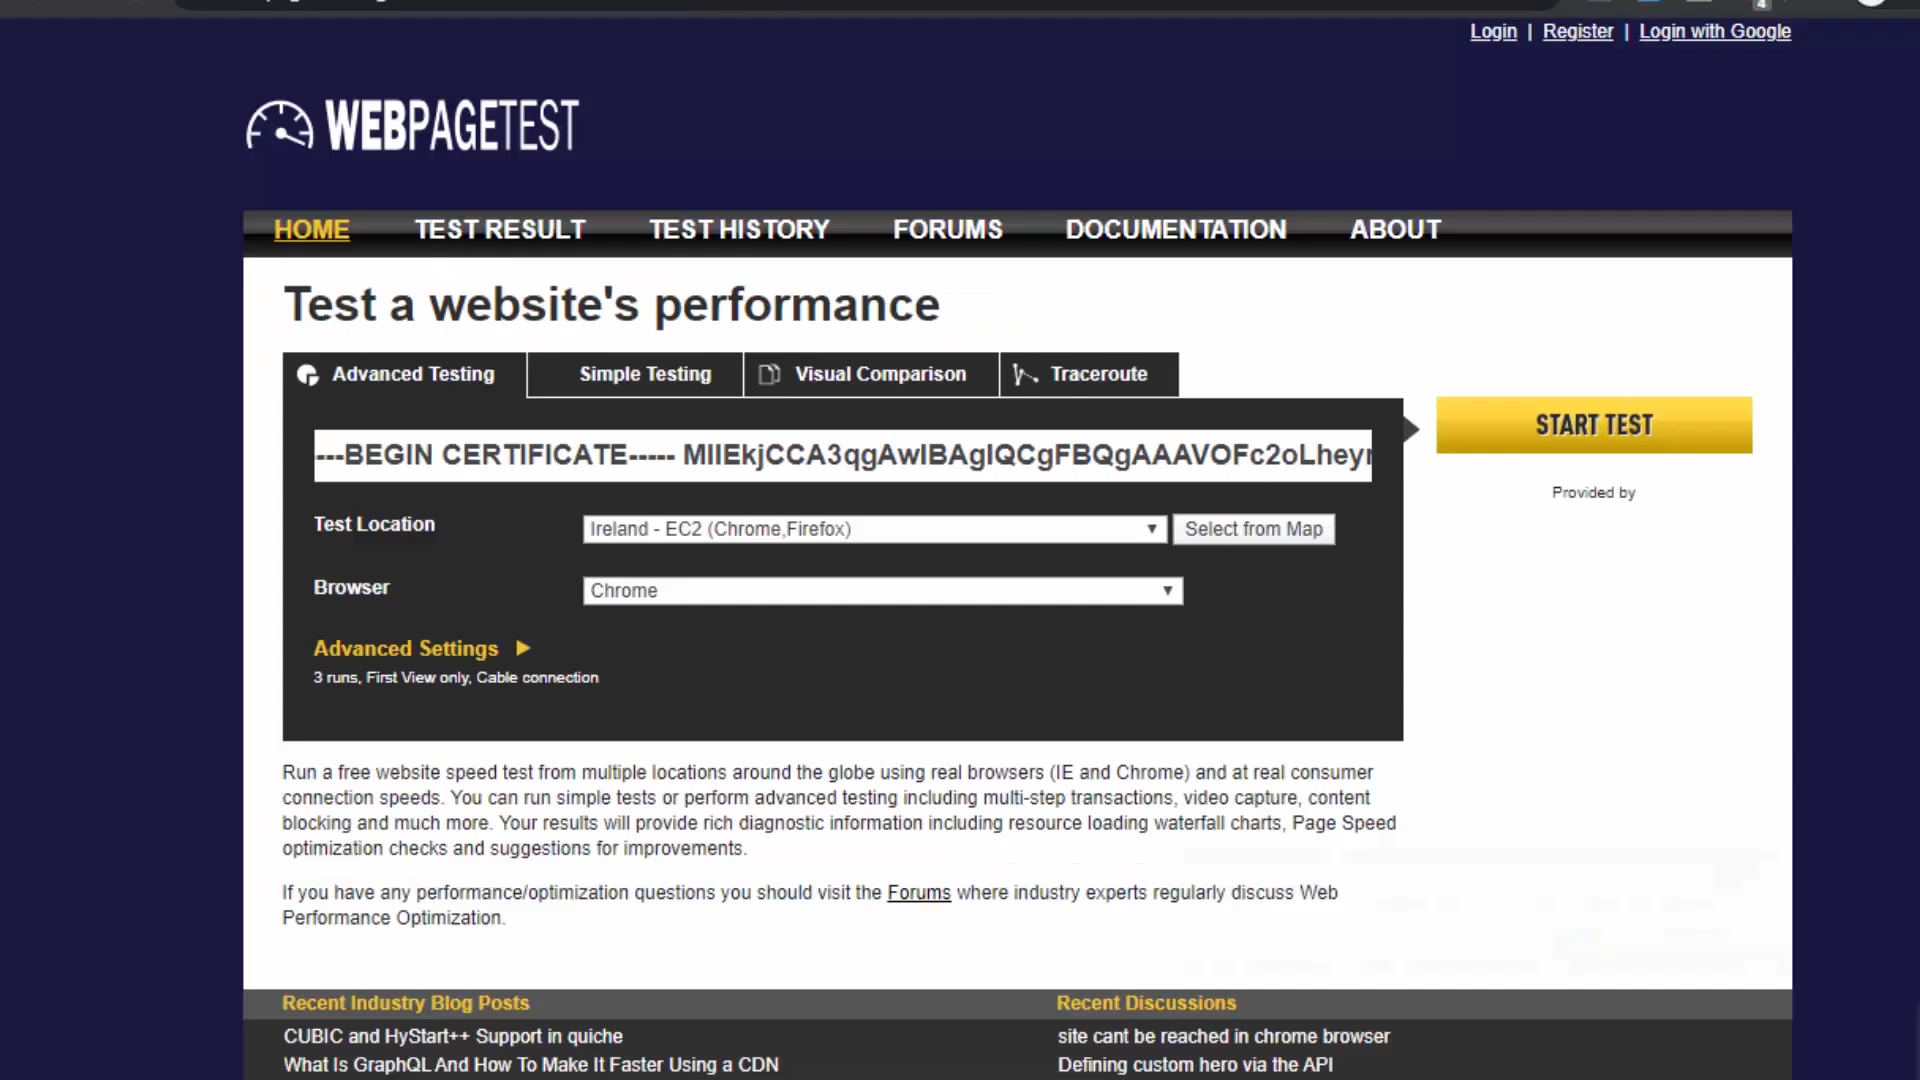 Login | Register | Login with Google
WEBPAGETEST
HOME TEST RESULT TEST HISTORY FORUMS DOCUMENTATION ABOUT
Test a website's performance
Advanced Testing Simple Testing Visual Comparison Traceroute
---BEGIN CERTIFICATE----- MIIEkjCCA3qgAwIBAgIQCgFBQgAAAVOFc2oLheyn
START TEST
Provided by
Test Location Ireland - EC2 (Chrome,Firefox) Select from Map
Browser Chrome
Advanced Settings
3 runs, First View only, Cable connection
Run a free website speed test from multiple locations around the globe using real browsers (IE and Chrome) and at real consumer
connection speeds. You can run simple tests or perform advanced testing including multi-step transactions, video capture, content
blocking and much more. Your results will provide rich diagnostic information including resource loading waterfall charts, Page Speed
optimization checks and suggestions for improvements.
If you have any performance/optimization questions you should visit the Forums where industry experts regularly discuss Web
Performance Optimization.
Recent Industry Blog Posts
CUBIC and HyStart++ Support in quiche
What Is GraphQL And How To Make It Faster Using a CDN
Recent Discussions
site cant be reached in chrome browser
Defining custom hero via the API